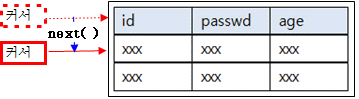 커서
next( )
커서
id passwd age
xxx xxx xxx
xxx xxx xxx